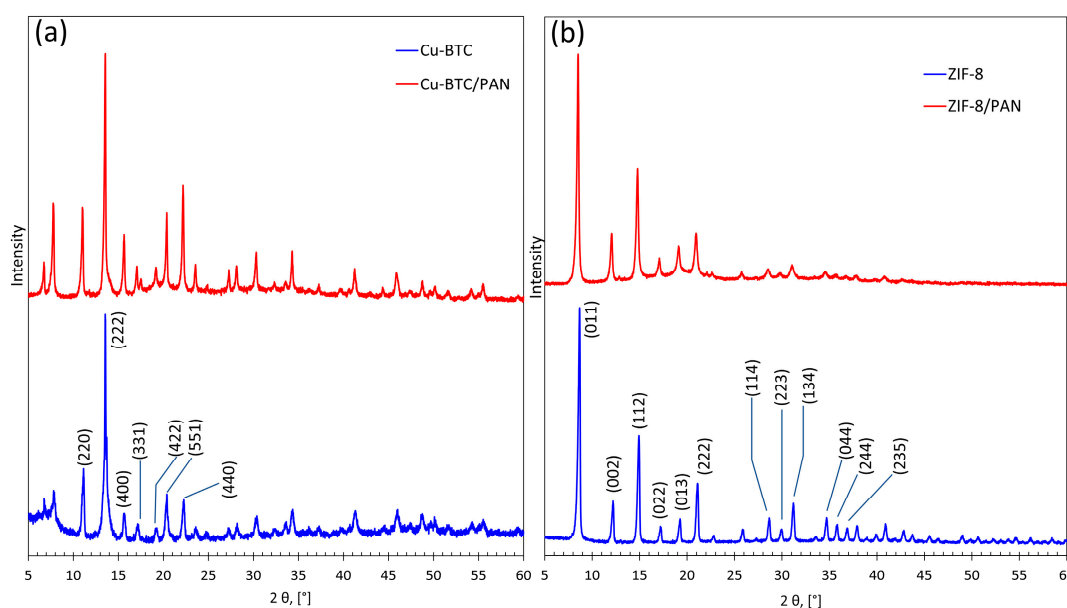 (a)
Cu-BTC
Cu-BTC/PAN
Intensity
(220)
(222)
(400)
(331)
(422)
(551)
(440)
5 10 15 20 25 30 35 40 45 50 55 60
2 θ, [°]
(b)
ZIF-8
ZIF-8/PAN
Intensity
(011)
(002)
(112)
(022)
(013)
(222)
(114)
(223)
(134)
(044)
(244)
(235)
5 10 15 20 25 30 35 40 45 50 55 60
2 θ, [°]